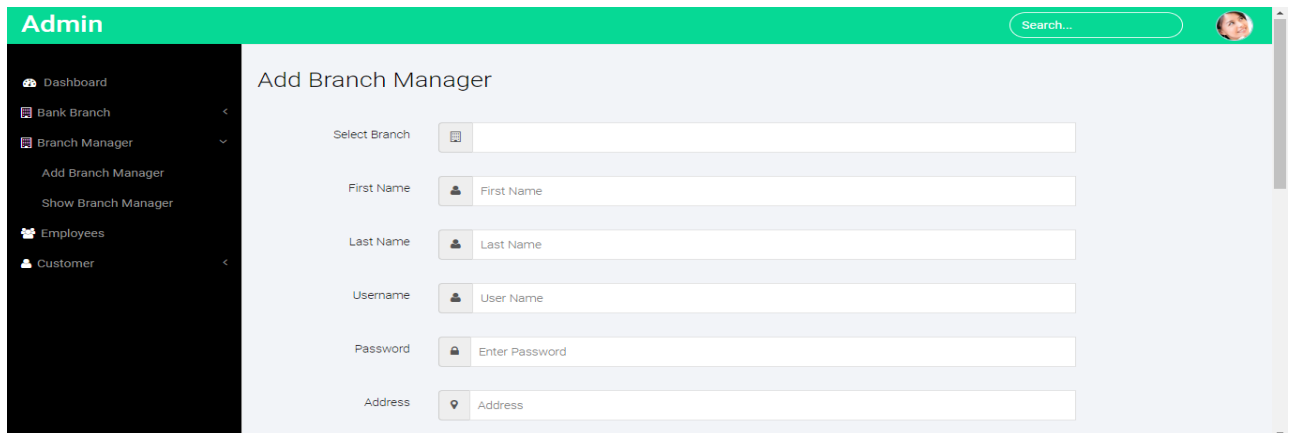 Admin
Search...
Dashboard
Bank Branch
Branch Manager
Add Branch Manager
Show Branch Manager
Employees
Customer
Add Branch Manager
Select Branch
First Name
First Name
Last Name
Last Name
Username
User Name
Password
Enter Password
Address
Address